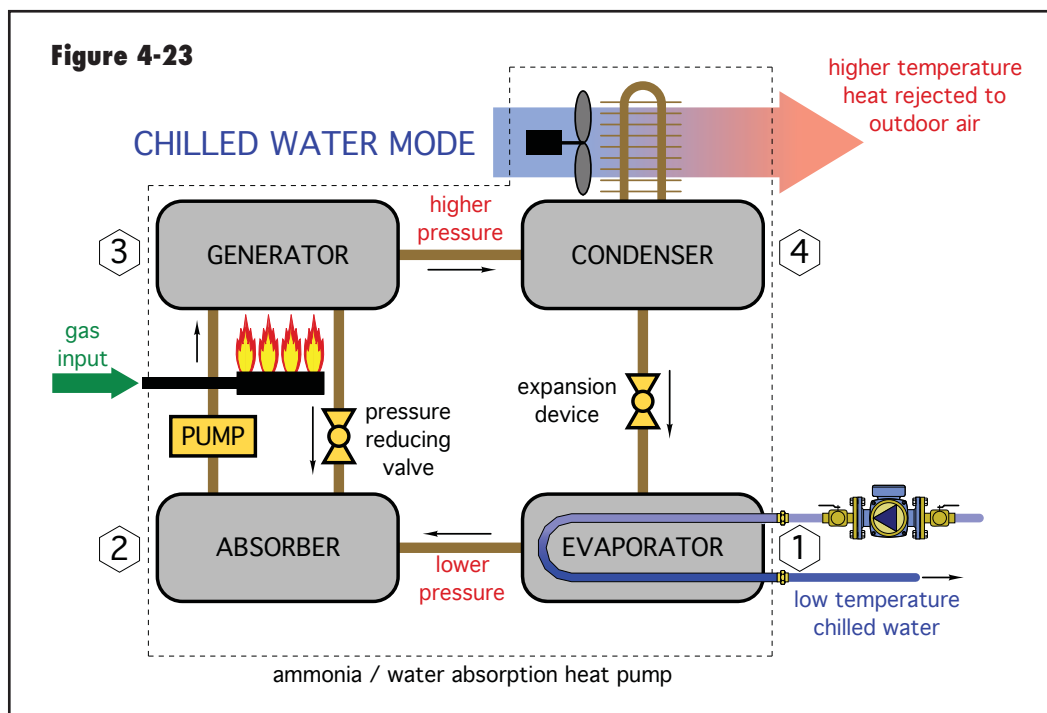 Figure 4-23
CHILLED WATER MODE
higher temperature
heat rejected to
outdoor air
3
GENERATOR
higher
pressure
CONDENSER
4
gas
input
PUMP
pressure
reducing
valve
expansion
device
2
ABSORBER
lower
pressure
EVAPORATOR
1
low temperature
chilled water
ammonia / water absorption heat pump